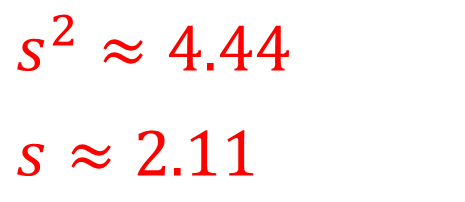 s² ≈ 4.44
s ≈ 2.11